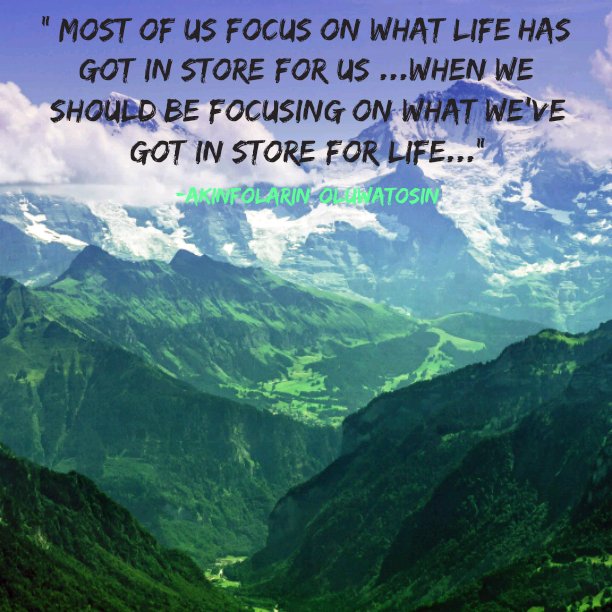 " MOST OF US FOCUS ON WHAT LIFE HAS
GOT IN STORE FOR US ...WHEN WE
SHOULD BE FOCUSING ON WHAT WE'VE
GOT IN STORE FOR LIFE..."
-AKINFOLARIN OLUWATOSIN